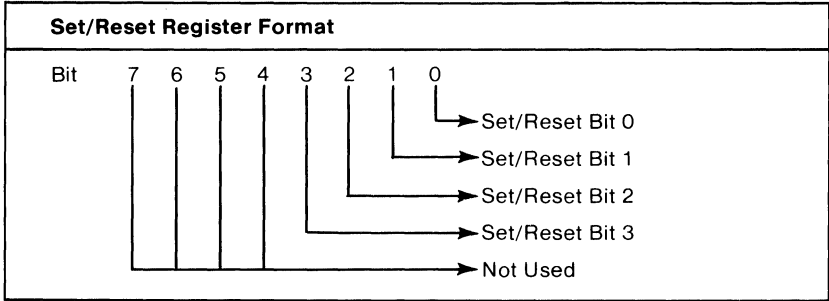 Set/Reset Register Format
Bit 7 6 5 4 3 2 1 0
Set/Reset Bit 0
Set/Reset Bit 1
Set/Reset Bit 2
Set/Reset Bit 3
Not Used